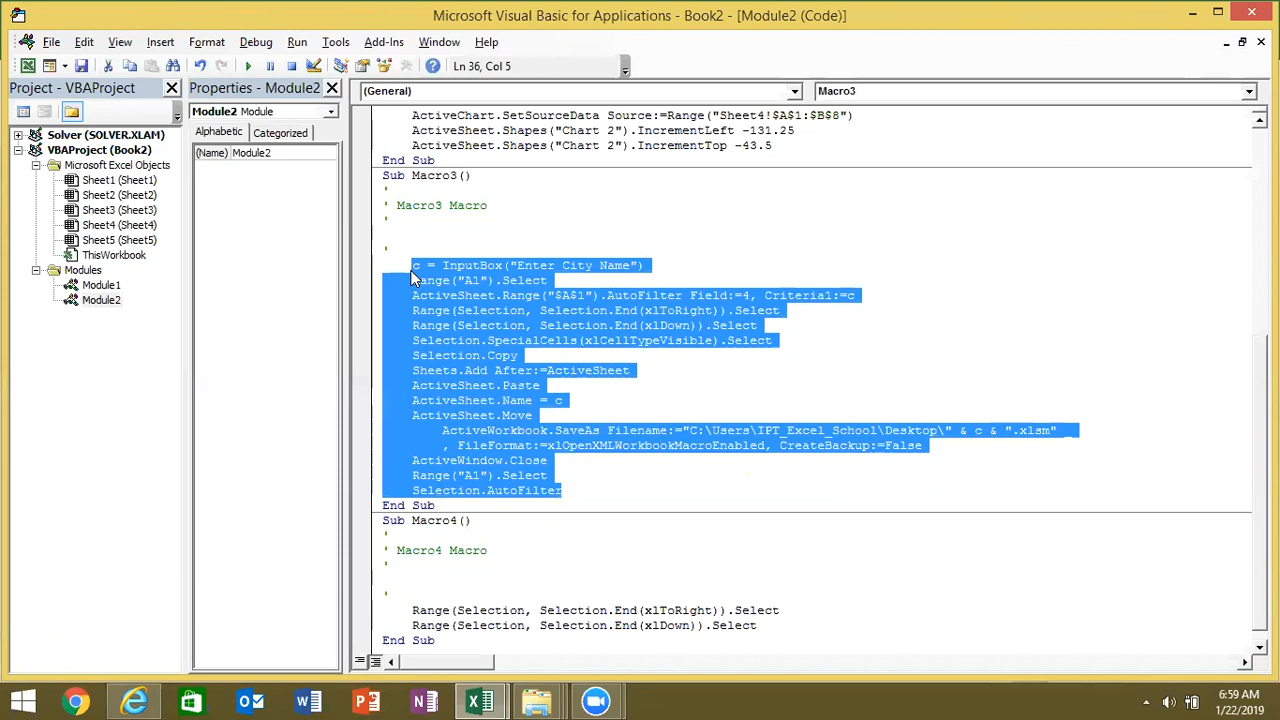 Microsoft Visual Basic for Applications - Book2 - [Module2 (Code)]
File Edit View Insert Format Debug Run Tools Add-Ins Window Help
Ln 36, Col 5
Project - VBAProject
Solver (SOLVER.XLAM)
VBAProject (Book2)
Microsoft Excel Objects
Sheet1 (Sheet1)
Sheet2 (Sheet2)
Sheet3 (Sheet3)
Sheet4 (Sheet4)
Sheet5 (Sheet5)
ThisWorkbook
Modules
Module1
Module2
Properties - Module2
Module2 Module
Alphabetic Categorized
(Name) Module2
(General) Macro3
ActiveChart.SetSourceData Source:=Range("Sheet4!$A$1:$B$8")
ActiveSheet.Shapes("Chart 2").IncrementLeft -131.25
ActiveSheet.Shapes("Chart 2").IncrementTop -43.5
End Sub
Sub Macro3()
'
' Macro3 Macro
'
'
c = InputBox("Enter City Name")
Range("A1").Select
ActiveSheet.Range("$A$1").AutoFilter Field:=4, Criteria1:=c
Range(Selection, Selection.End(xlToRight)).Select
Range(Selection, Selection.End(xlDown)).Select
Selection.SpecialCells(xlCellTypeVisible).Select
Selection.Copy
Sheets.Add After:=ActiveSheet
ActiveSheet.Paste
ActiveSheet.Name = c
ActiveSheet.Move
ActiveWorkbook.SaveAs Filename:="C:\Users\IPT_Excel_School\Desktop\" & c & ".xlsm" _
, FileFormat:=xlOpenXMLWorkbookMacroEnabled, CreateBackup:=False
ActiveWindow.Close
Range("A1").Select
Selection.AutoFilter
End Sub
Sub Macro4()
'
' Macro4 Macro
'
'
Range(Selection, Selection.End(xlToRight)).Select
Range(Selection, Selection.End(xlDown)).Select
End Sub
6:59 AM
1/22/2019